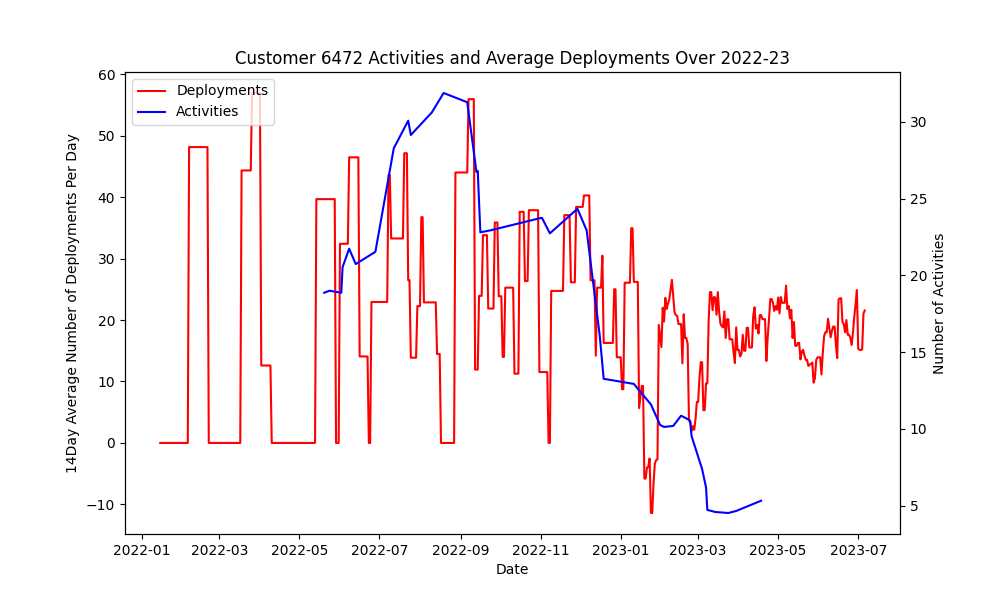 Customer 6472 Activities and Average Deployments Over 2022-23
Deployments
Activities
60
50
40
30
20
10
0
−10
14Day Average Number of Deployments Per Day
30
25
20
15
10
5
Number of Activities
2022-01 2022-03 2022-05 2022-07 2022-09 2022-11 2023-01 2023-03 2023-05 2023-07
Date